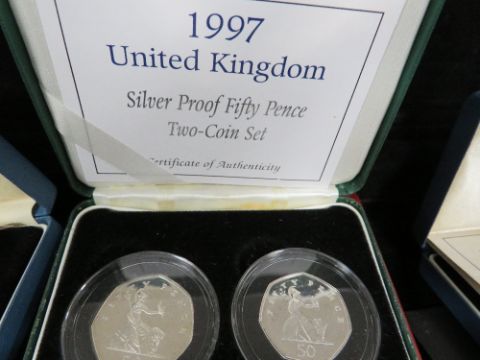 1997
United Kingdom
Silver Proof Fifty Pence
Two-Coin Set
Certificate of Authenticity
50